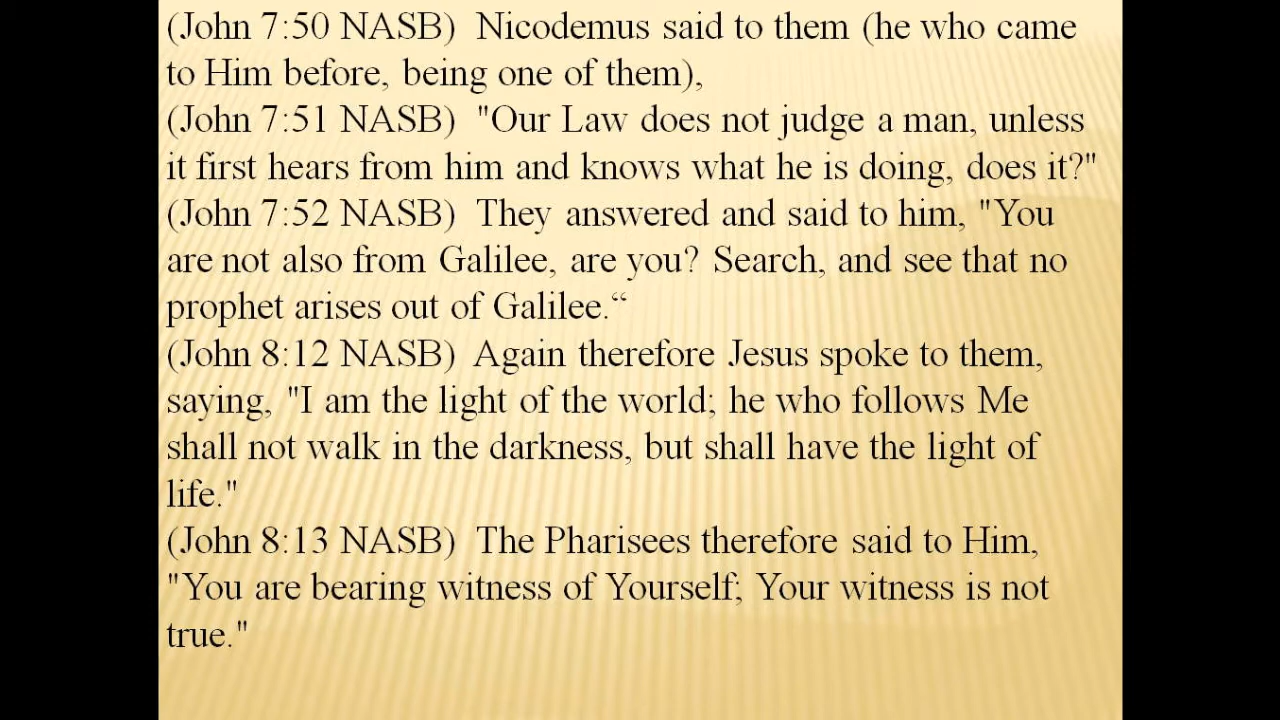 (John 7:50 NASB)  Nicodemus said to them (he who came
to Him before, being one of them),
(John 7:51 NASB)  "Our Law does not judge a man, unless
it first hears from him and knows what he is doing, does it?"
(John 7:52 NASB)  They answered and said to him, "You
are not also from Galilee, are you? Search, and see that no
prophet arises out of Galilee.“
(John 8:12 NASB)  Again therefore Jesus spoke to them,
saying, "I am the light of the world; he who follows Me
shall not walk in the darkness, but shall have the light of
life."
(John 8:13 NASB)  The Pharisees therefore said to Him,
"You are bearing witness of Yourself; Your witness is not
true."